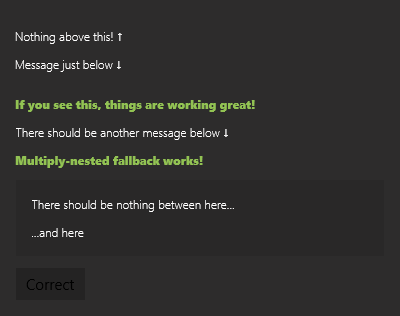 Nothing above this! ↑
Message just below ↓
If you see this, things are working great!
There should be another message below ↓
Multiply-nested fallback works!
There should be nothing between here...
...and here
Correct